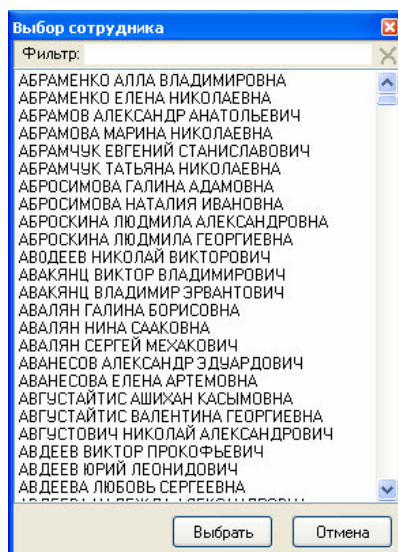 Выбор сотрудника
Фильтр:
АБРАМЕНКО АЛЛА ВЛАДИМИРОВНА
АБРАМЕНКО ЕЛЕНА НИКОЛАЕВНА
АБРАМОВ АЛЕКСАНДР АНАТОЛЬЕВИЧ
АБРАМОВА МАРИНА НИКОЛАЕВНА
АБРАМЧУК ЕВГЕНИЙ СТАНИСЛАВОВИЧ
АБРАМЧУК ТАТЬЯНА НИКОЛАЕВНА
АБРОСИМОВА ГАЛИНА АДАМОВНА
АБРОСИМОВА НАТАЛИЯ ИВАНОВНА
АБРОСКИНА ЛЮДМИЛА АЛЕКСАНДРОВНА
АБРОСКИНА ЛЮДМИЛА ГЕОРГИЕВНА
АВОДЕЕВ НИКОЛАЙ ВИКТОРОВИЧ
АВАКЯНЦ ВИКТОР ВЛАДИМИРОВИЧ
АВАКЯНЦ ВЛАДИМИР ЭРВАНТОВИЧ
АВАЛЯН ГАЛИНА БОРИСОВНА
АВАЛЯН НИНА СААКОВНА
АВАЛЯН СЕРГЕЙ МЕХАКОВИЧ
АВАНЕСОВ АЛЕКСАНДР ЭДУАРДОВИЧ
АВАНЕСОВА ЕЛЕНА АРТЕМОВНА
АВГУСТАЙТИС АШИХАН КАСЫМОВНА
АВГУСТАЙТИС ВАЛЕНТИНА ГЕОРГИЕВНА
АВГУСТОВИЧ НИКОЛАЙ АЛЕКСАНДРОВИЧ
АВДЕЕВ ВИКТОР ПРОКОФЬЕВИЧ
АВДЕЕВ ЮРИЙ ЛЕОНИДОВИЧ
АВДЕЕВА ЛЮБОВЬ СЕРГЕЕВНА
Выбрать
Отмена